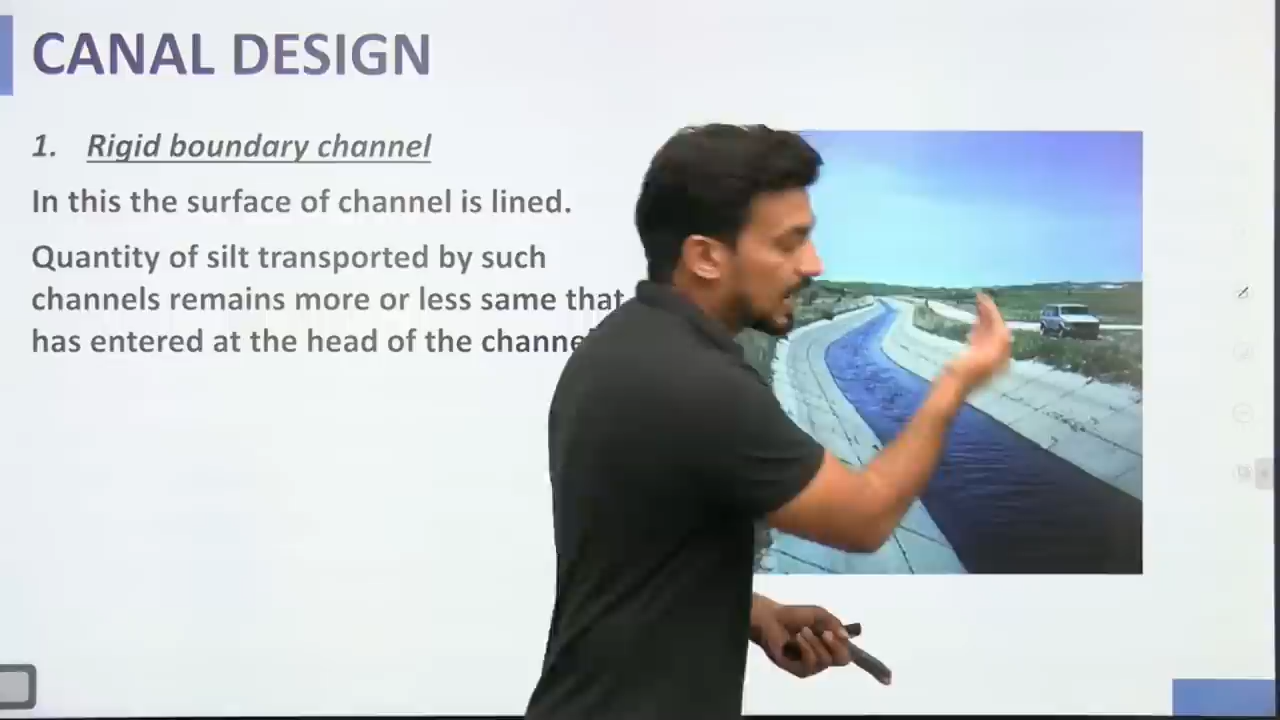 CANAL DESIGN
1. Rigid boundary channel
In this the surface of channel is lined.
Quantity of silt transported by such
channels remains more or less same that
has entered at the head of the